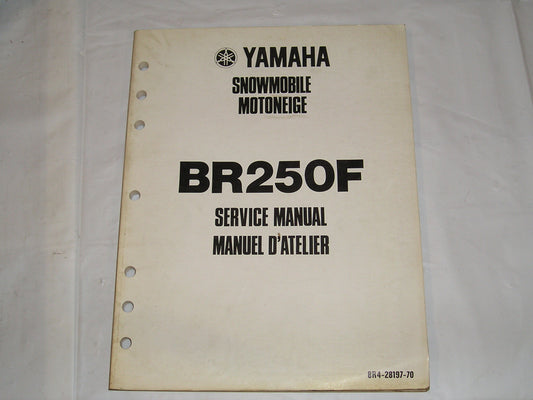 YAMAHA
SNOWMOBILE
MOTONEIGE
BR250F
SERVICE MANUAL
MANUEL D'ATELIER
8R4-28197-70